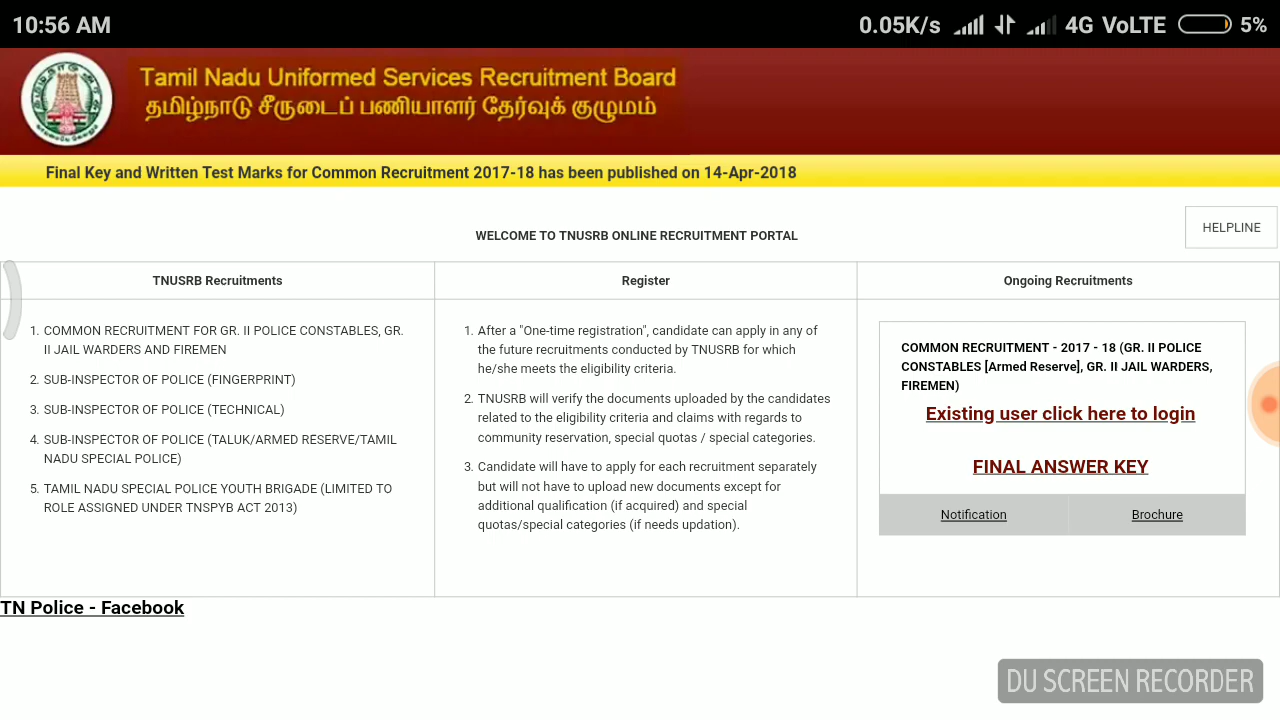 10:56 AM
0.05K/s 4G VoLTE 5%
Tamil Nadu Uniformed Services Recruitment Board
தமிழ்நாடு சீருடைப் பணியாளர் தேர்வுக் குழுமம்
Final Key and Written Test Marks for Common Recruitment 2017-18 has been published on 14-Apr-2018
WELCOME TO TNUSRB ONLINE RECRUITMENT PORTAL
HELPLINE
TNUSRB Recruitments
1. COMMON RECRUITMENT FOR GR. II POLICE CONSTABLES, GR.
II JAIL WARDERS AND FIREMEN
2. SUB-INSPECTOR OF POLICE (FINGERPRINT)
3. SUB-INSPECTOR OF POLICE (TECHNICAL)
4. SUB-INSPECTOR OF POLICE (TALUK/ARMED RESERVE/TAMIL
NADU SPECIAL POLICE)
5. TAMIL NADU SPECIAL POLICE YOUTH BRIGADE (LIMITED TO
ROLE ASSIGNED UNDER TNSPYB ACT 2013)
Register
1. After a "One-time registration", candidate can apply in any of
the future recruitments conducted by TNUSRB for which
he/she meets the eligibility criteria.
2. TNUSRB will verify the documents uploaded by the candidates
related to the eligibility criteria and claims with regards to
community reservation, special quotas / special categories.
3. Candidate will have to apply for each recruitment separately
but will not have to upload new documents except for
additional qualification (if acquired) and special
quotas/special categories (if needs updation).
Ongoing Recruitments
COMMON RECRUITMENT - 2017 - 18 (GR. II POLICE
CONSTABLES [Armed Reserve], GR. II JAIL WARDERS,
FIREMEN)
Existing user click here to login
FINAL ANSWER KEY
Notification
Brochure
TN Police - Facebook
DU SCREEN RECORDER